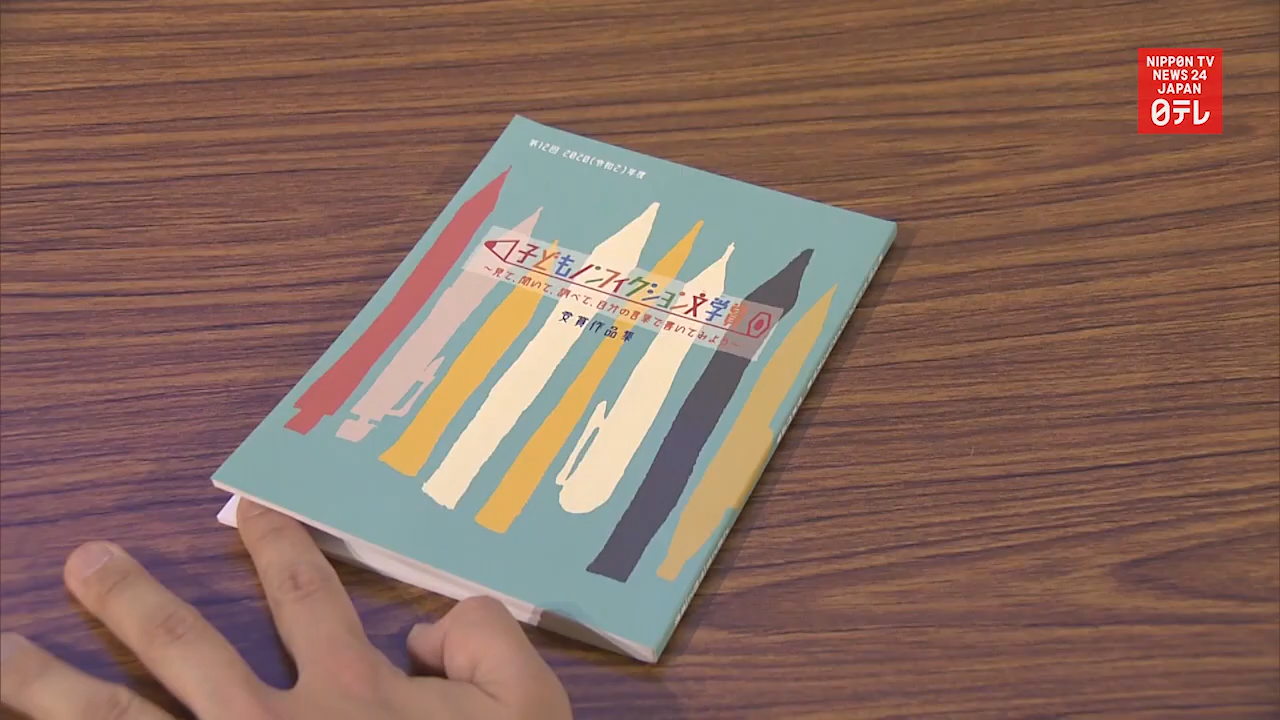 第12回 2020(令和2)年度
子どもノンフィクション文学賞
～見て、聞いて、調べて、自分の言葉で書いてみよう～
受賞作品集
NIPPON TV
NEWS 24
JAPAN
日テレ